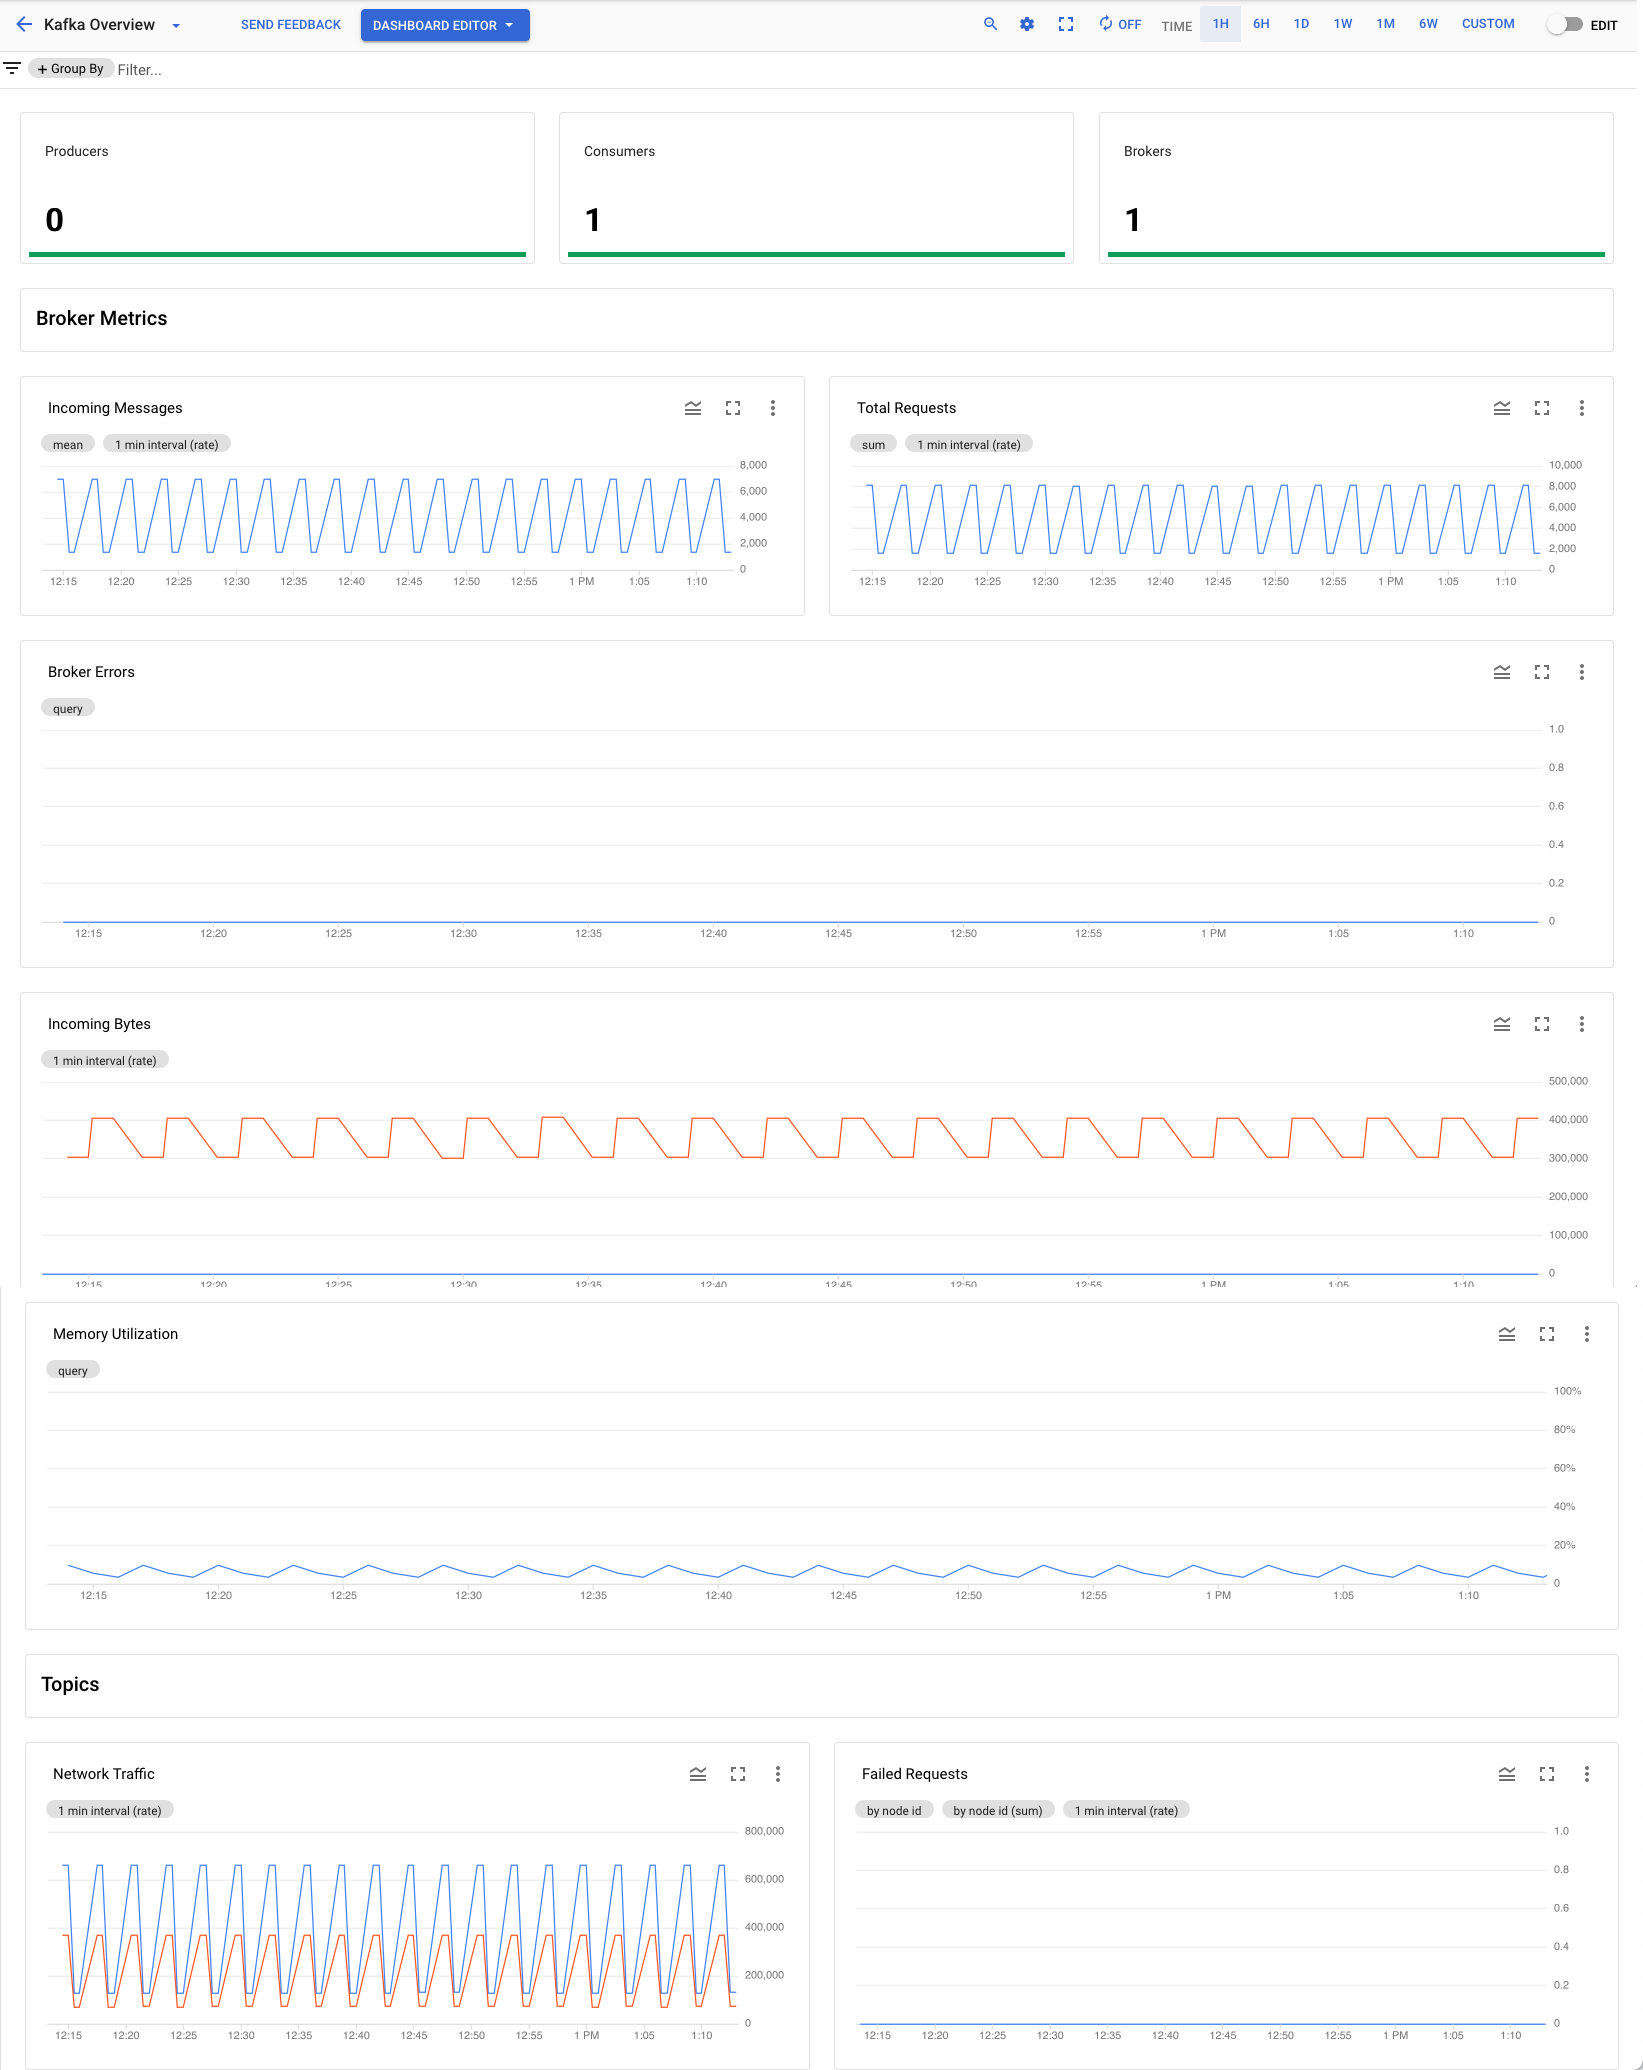 Kafka Overview SEND FEEDBACK DASHBOARD EDITOR OFF TIME 1H 6H 1D 1W 1M 6W CUSTOM EDIT
+ Group By Filter...
Producers Consumers Brokers
0 1 1
Broker Metrics
Incoming Messages
mean 1 min interval (rate)
8,000
6,000
4,000
2,000
0
12:15 12:20 12:25 12:30 12:35 12:40 12:45 12:50 12:55 1 PM 1:05 1:10
Total Requests
sum 1 min interval (rate)
10,000
8,000
6,000
4,000
2,000
0
12:15 12:20 12:25 12:30 12:35 12:40 12:45 12:50 12:55 1 PM 1:05 1:10
Broker Errors
query
1.0
0.8
0.6
0.4
0.2
0
12:15 12:20 12:25 12:30 12:35 12:40 12:45 12:50 12:55 1 PM 1:05 1:10
Incoming Bytes
1 min interval (rate)
500,000
400,000
300,000
200,000
100,000
0
12:15 12:20 12:25 12:30 12:35 12:40 12:45 12:50 12:55 1 PM 1:05 1:10
Memory Utilization
query
100%
80%
60%
40%
20%
0
12:15 12:20 12:25 12:30 12:35 12:40 12:45 12:50 12:55 1 PM 1:05 1:10
Topics
Network Traffic
1 min interval (rate)
800,000
600,000
400,000
200,000
0
12:15 12:20 12:25 12:30 12:35 12:40 12:45 12:50 12:55 1 PM 1:05 1:10
Failed Requests
by node id by node id (sum) 1 min interval (rate)
1.0
0.8
0.6
0.4
0.2
0
12:15 12:20 12:25 12:30 12:35 12:40 12:45 12:50 12:55 1 PM 1:05 1:10